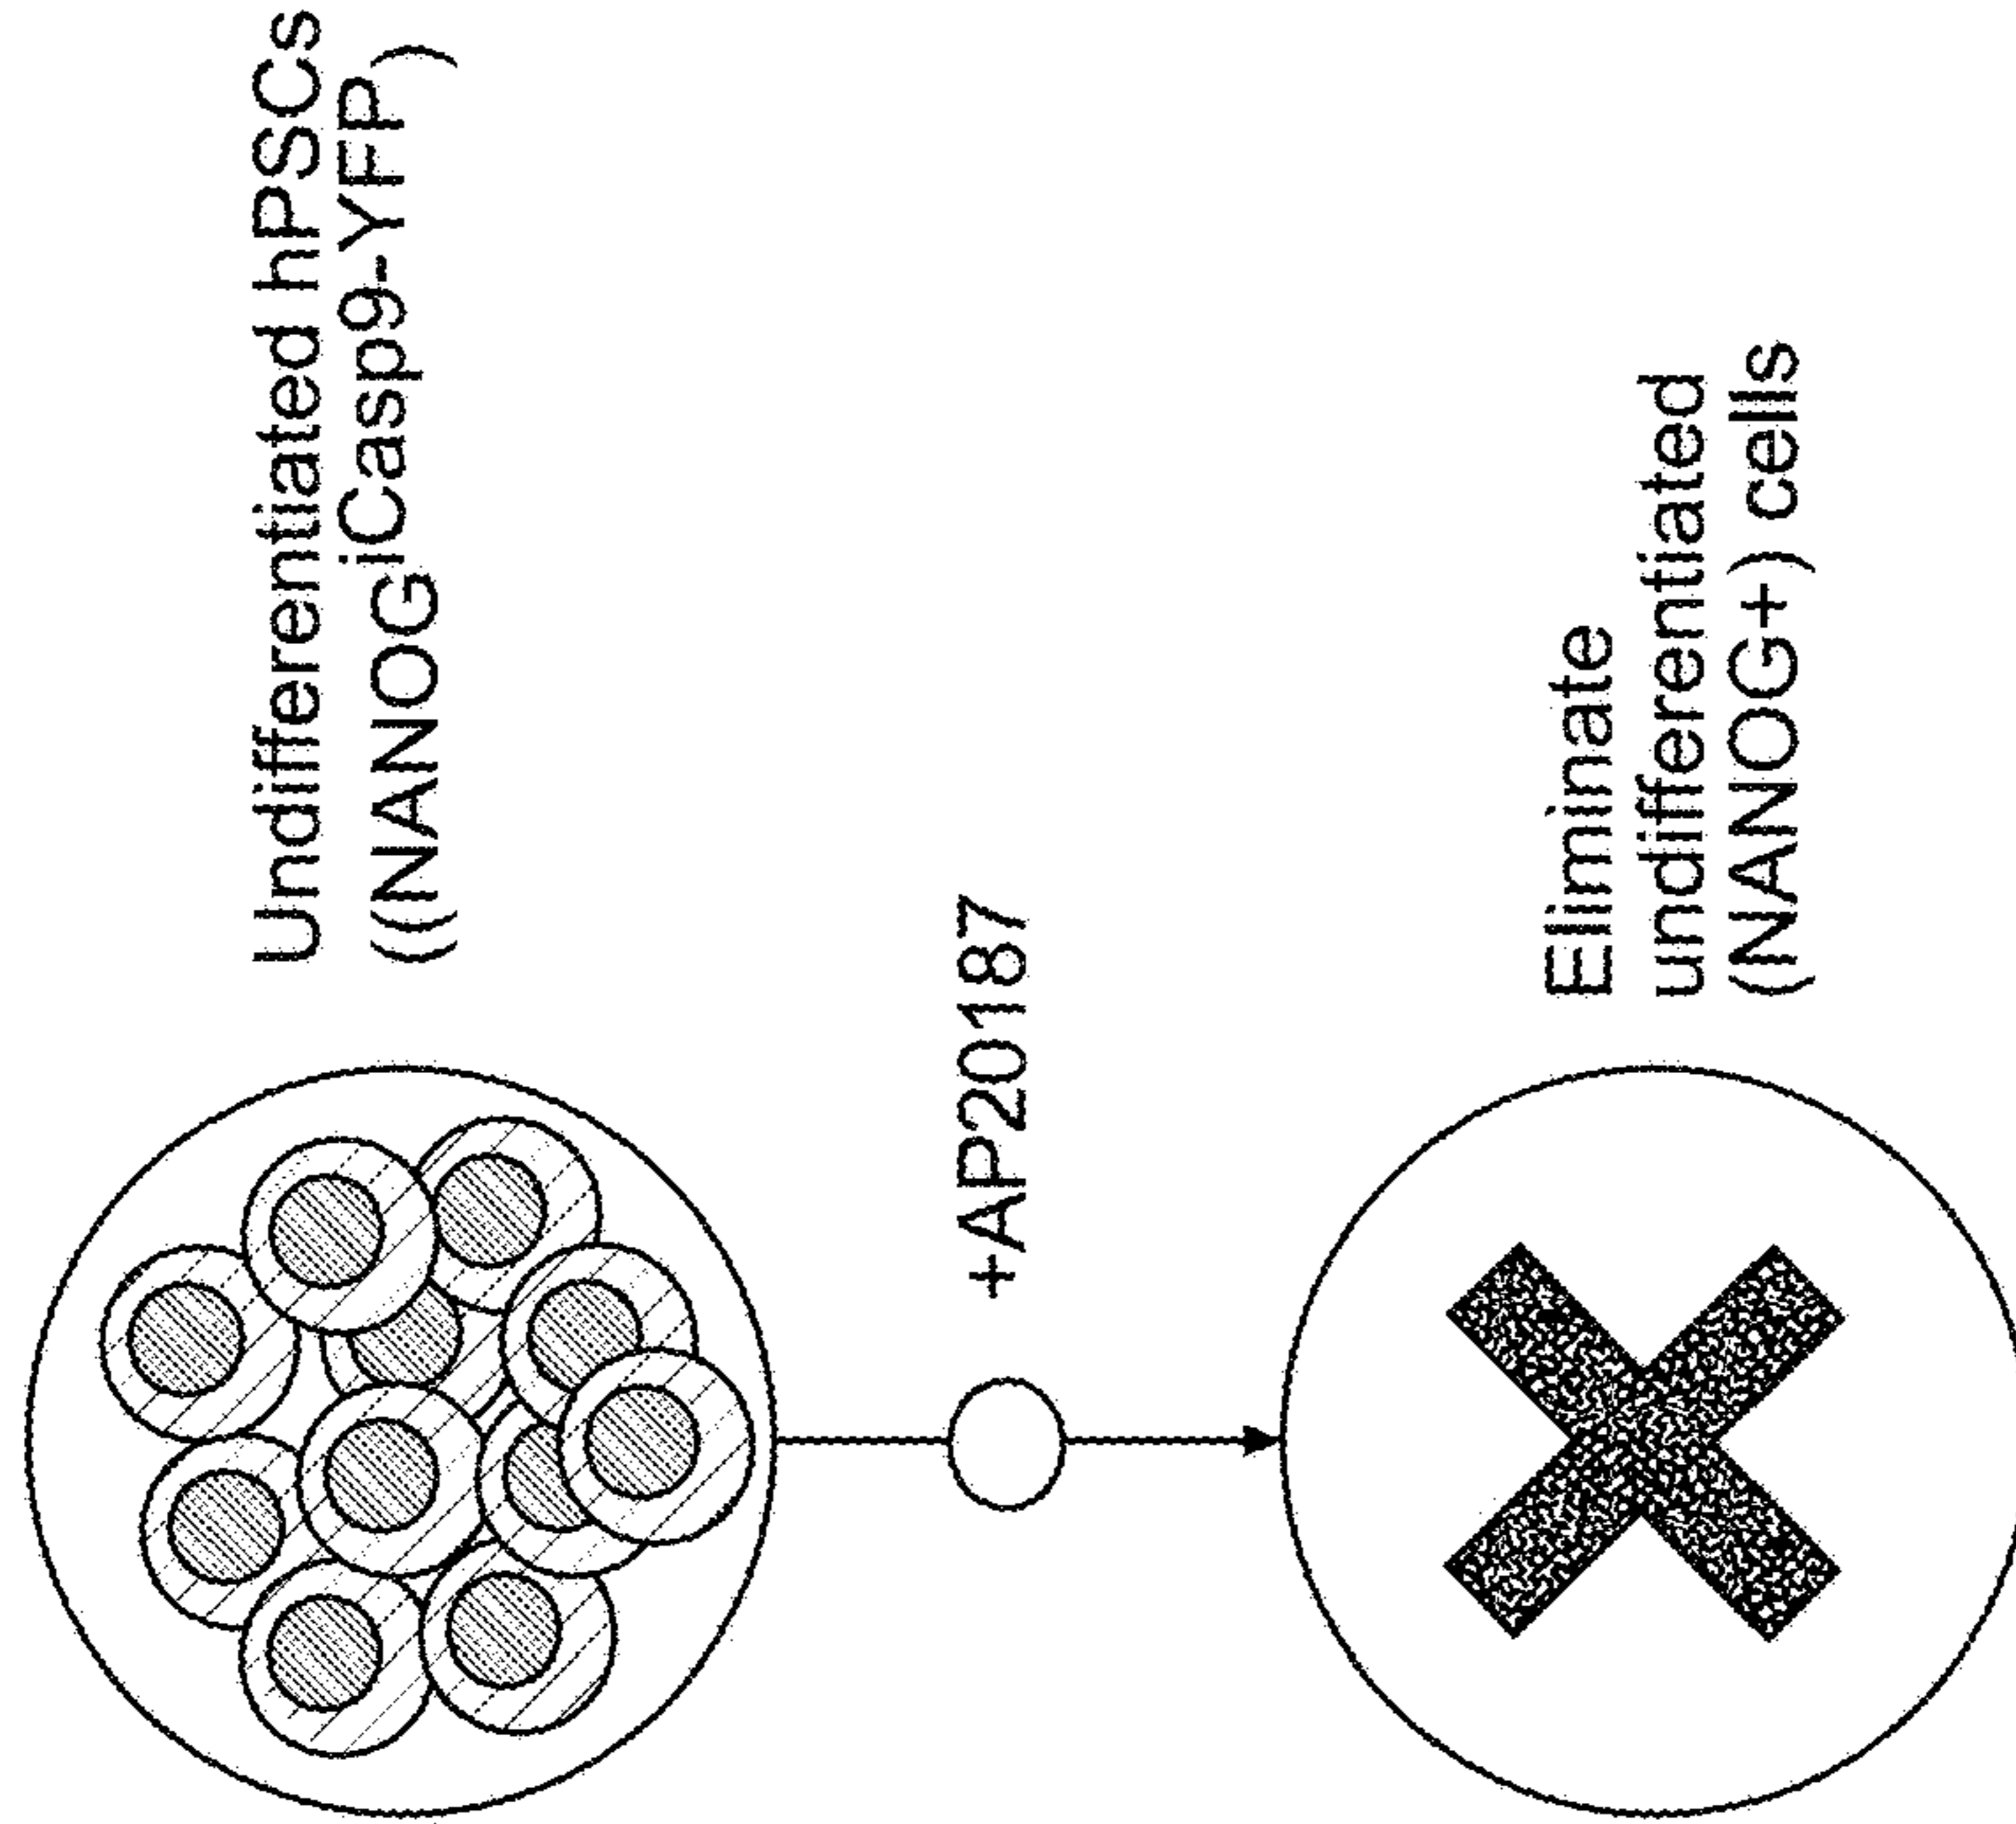 Undifferentiated hPSCs
((NANOGiCasp9-YFP)
+AP20187
Eliminate
undifferentiated
(NANOG+) cells